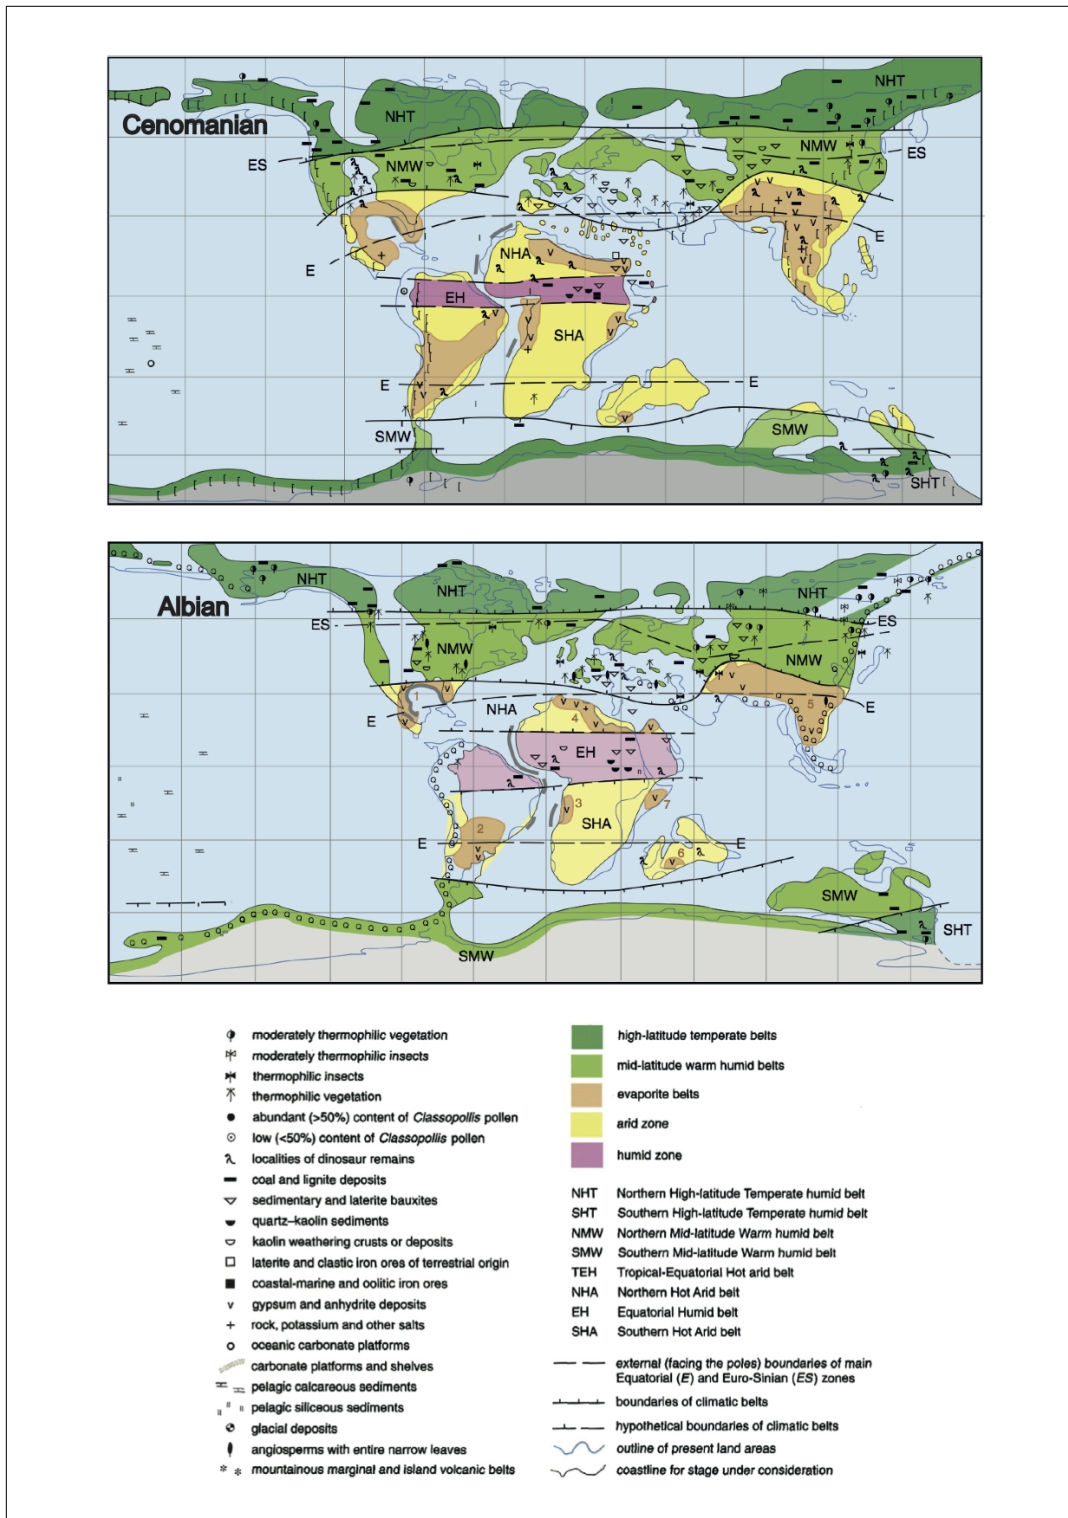 Cenomanian
NHT
NHT
ES
NMW
NMW
ES
E
E
NHA
EH
SHA
E
E
SMW
SMW
SHT
Albian
NHT
NHT
NHT
ES
ES
NMW
NMW
1
NHA
4
5
E
E
EH
3
7
2
SHA
E
E
6
SMW
SHT
SMW
moderately thermophilic vegetation
moderately thermophilic insects
thermophilic insects
thermophilic vegetation
abundant (>50%) content of Classopollis pollen
low (<50%) content of Classopollis pollen
localities of dinosaur remains
coal and lignite deposits
sedimentary and laterite bauxites
quartz–kaolin sediments
kaolin weathering crusts or deposits
laterite and clastic iron ores of terrestrial origin
coastal-marine and oolitic iron ores
gypsum and anhydrite deposits
rock, potassium and other salts
oceanic carbonate platforms
carbonate platforms and shelves
pelagic calcareous sediments
pelagic siliceous sediments
glacial deposits
angiosperms with entire narrow leaves
mountainous marginal and island volcanic belts
high-latitude temperate belts
mid-latitude warm humid belts
evaporite belts
arid zone
humid zone
NHT Northern High-latitude Temperate humid belt
SHT Southern High-latitude Temperate humid belt
NMW Northern Mid-latitude Warm humid belt
SMW Southern Mid-latitude Warm humid belt
TEH Tropical-Equatorial Hot arid belt
NHA Northern Hot Arid belt
EH Equatorial Humid belt
SHA Southern Hot Arid belt
external (facing the poles) boundaries of main
Equatorial (E) and Euro-Sinian (ES) zones
boundaries of climatic belts
hypothetical boundaries of climatic belts
outline of present land areas
coastline for stage under consideration